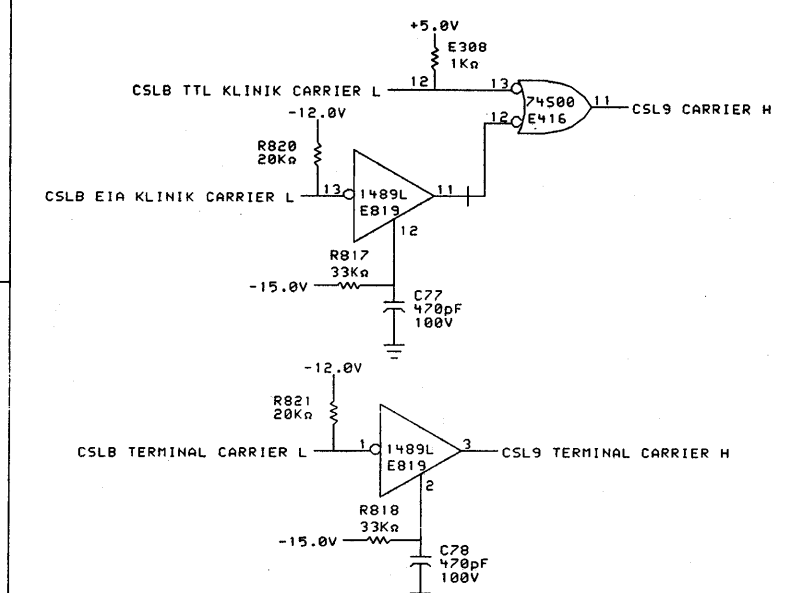 +5.0V
E308
1KΩ
12
CSLB TTL KLINIK CARRIER L
13
74S00
E416
11
CSL9 CARRIER H
12
-12.0V
R820
20KΩ
CSLB EIA KLINIK CARRIER L
13
1489L
E819
11
12
R817
33KΩ
-15.0V
C77
470pF
100V
-12.0V
R821
20KΩ
CSLB TERMINAL CARRIER L
1
1489L
E819
3
CSL9 TERMINAL CARRIER H
2
R818
33KΩ
-15.0V
C78
470pF
100V